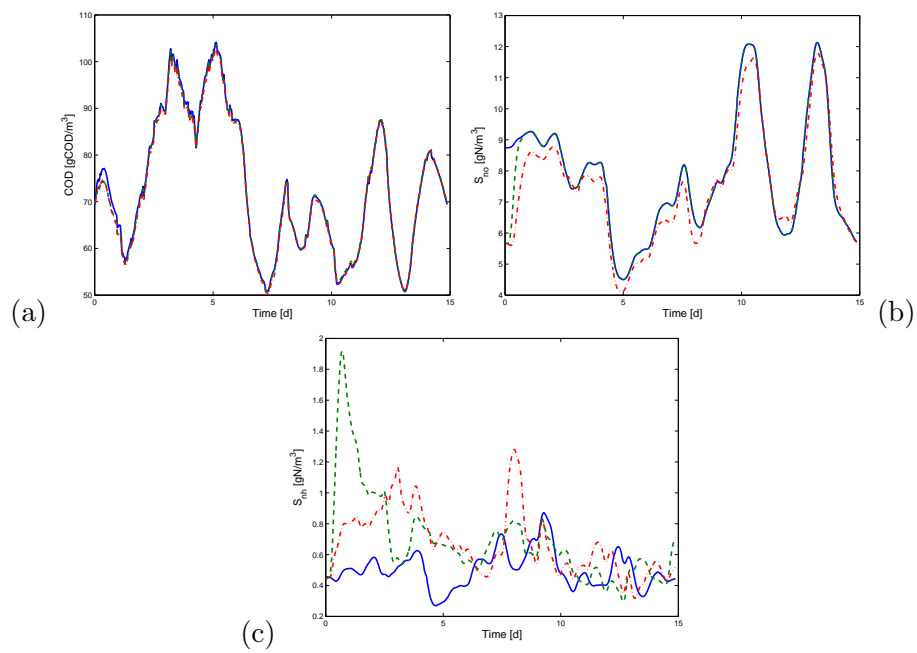 110
100
90
80
70
60
50
COD [gCOD/m³]
0 5 10 15
Time [d]
(a)
13
12
11
10
9
8
7
6
5
4
S_no [gN/m³]
0 5 10 15
Time [d]
(b)
2
1.8
1.6
1.4
1.2
1
0.8
0.6
0.4
0.2
S_nh [gN/m³]
0 5 10 15
Time [d]
(c)